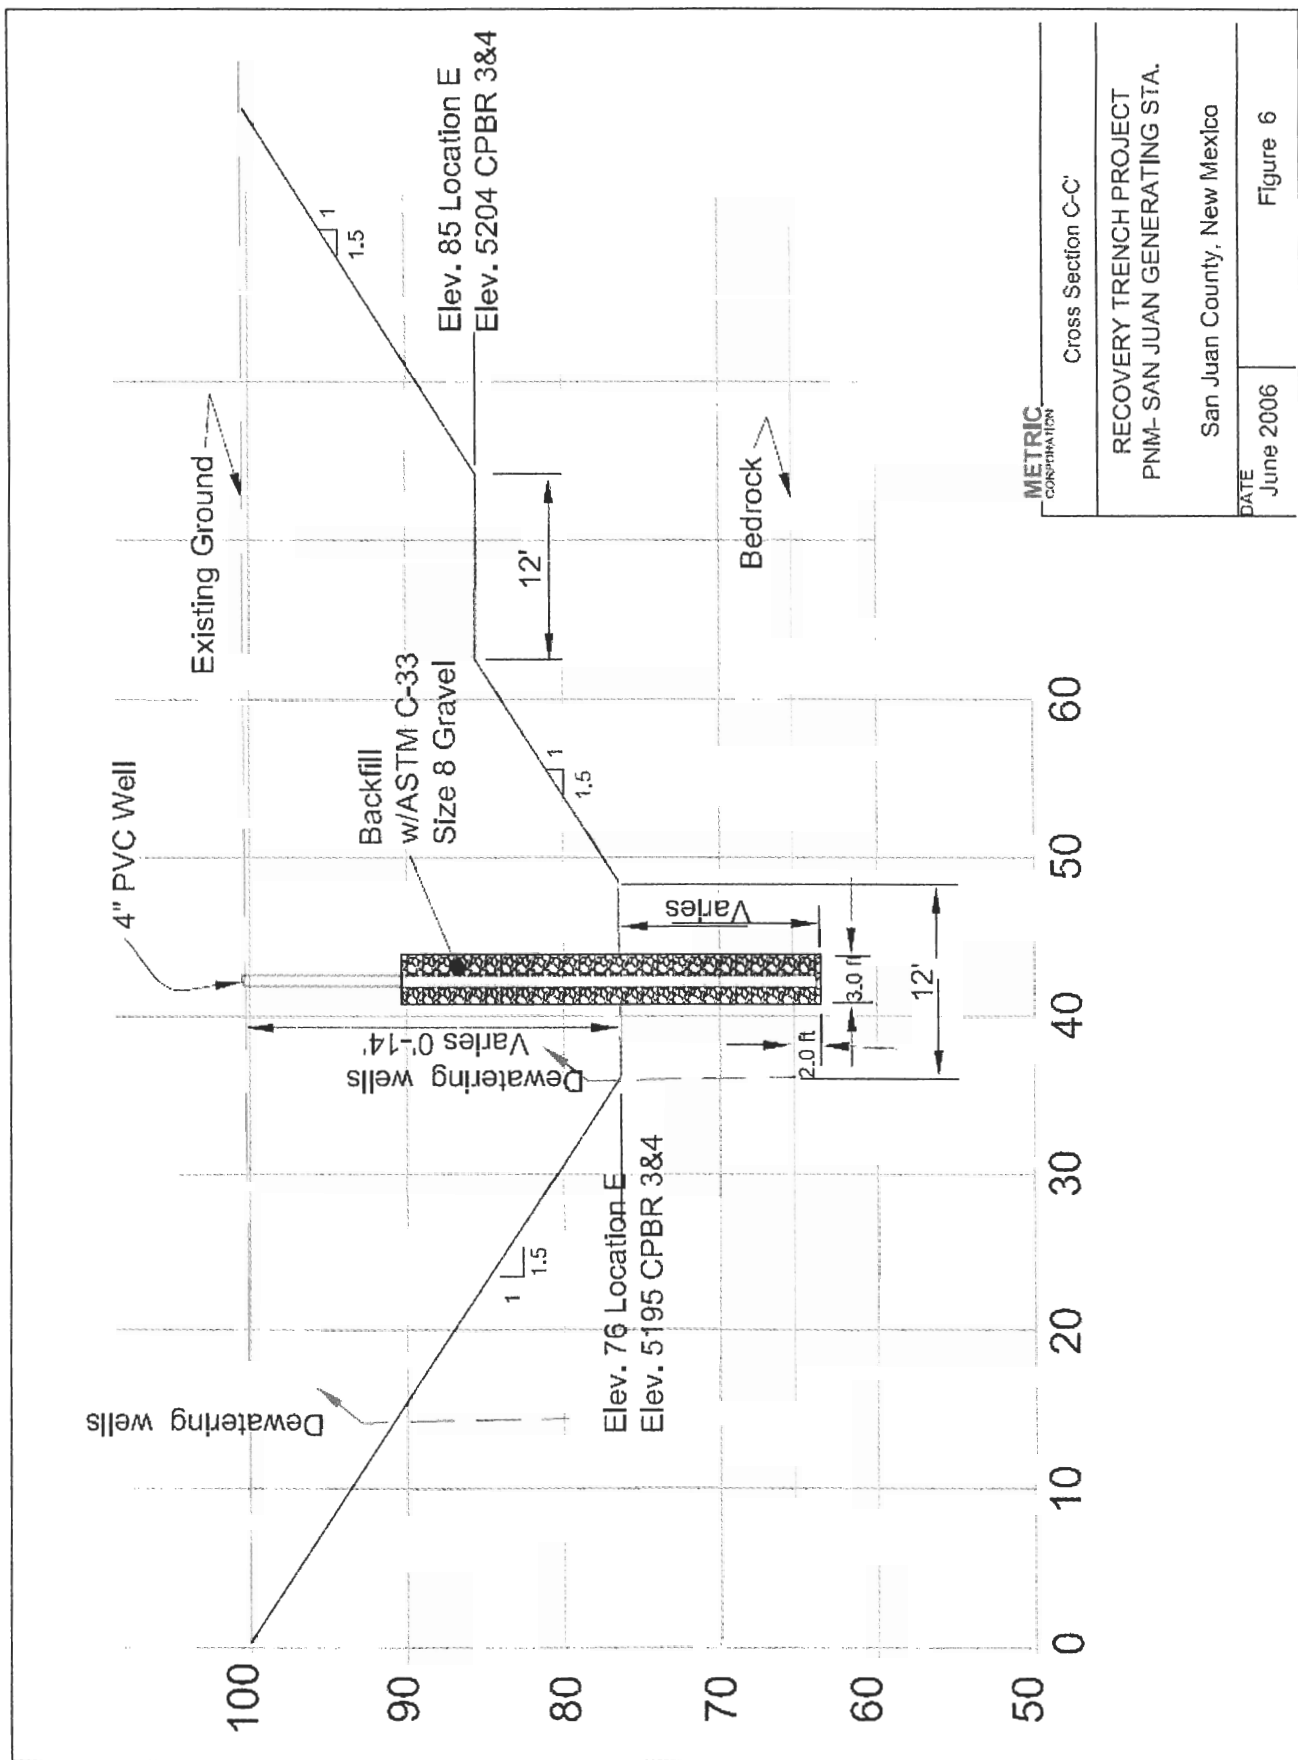 4" PVC Well
Existing Ground
Elev. 85 Location E
Elev. 5204 CPBR 3&4
Backfill
w/ASTM C-33
Size 8 Gravel
1
1.5
12'
1
1.5
Bedrock
Dewatering wells
Dewatering wells
Varies 0'-14'
Varies
1
1.5
Elev. 76 Location E
Elev. 5195 CPBR 3&4
2.0 ft
3.0 ft
12'
100
90
80
70
60
50
0
10
20
30
40
50
60
METRIC
CORPORATION
Cross Section C-C'
RECOVERY TRENCH PROJECT
PNM- SAN JUAN GENERATING STA.
San Juan County, New Mexico
DATE
June 2006
Figure 6